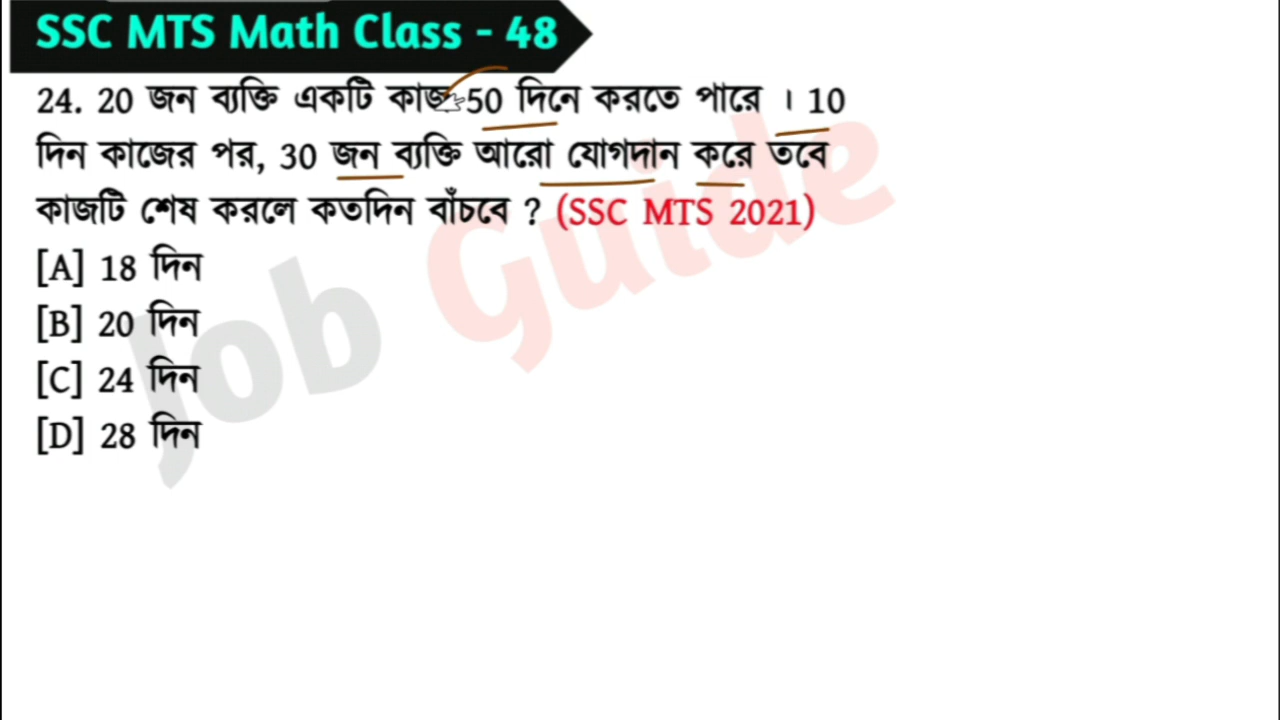 SSC MTS Math Class - 48
24. 20 জন ব্যক্তি একটি কাজ 50 দিনে করতে পারে । 10
দিন কাজের পর, 30 জন ব্যক্তি আরো যোগদান করে তবে
কাজটি শেষ করলে কতদিন বাঁচবে ? (SSC MTS 2021)
[A] 18 দিন
[B] 20 দিন
[C] 24 দিন
[D] 28 দিন
Job Guide